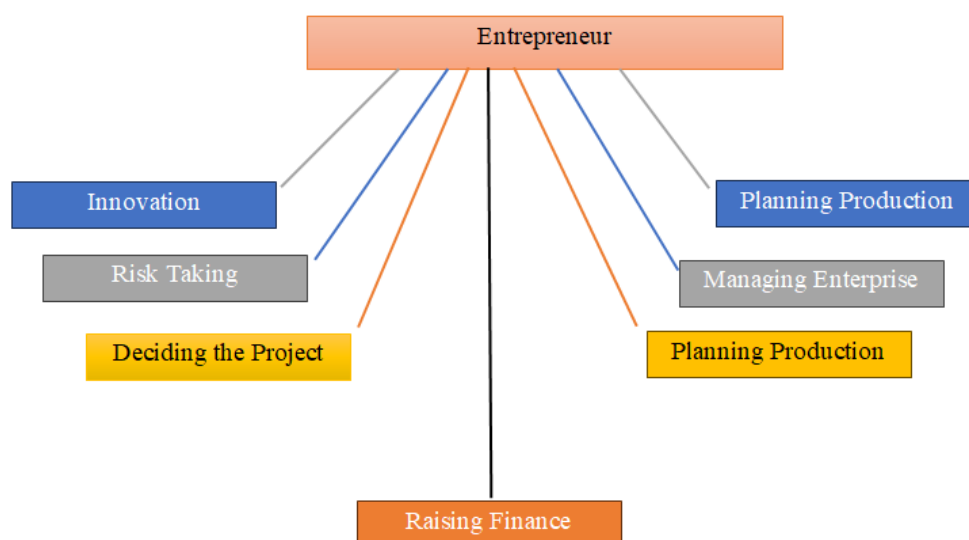 Entrepreneur
Innovation
Planning Production
Risk Taking
Managing Enterprise
Deciding the Project
Planning Production
Raising Finance